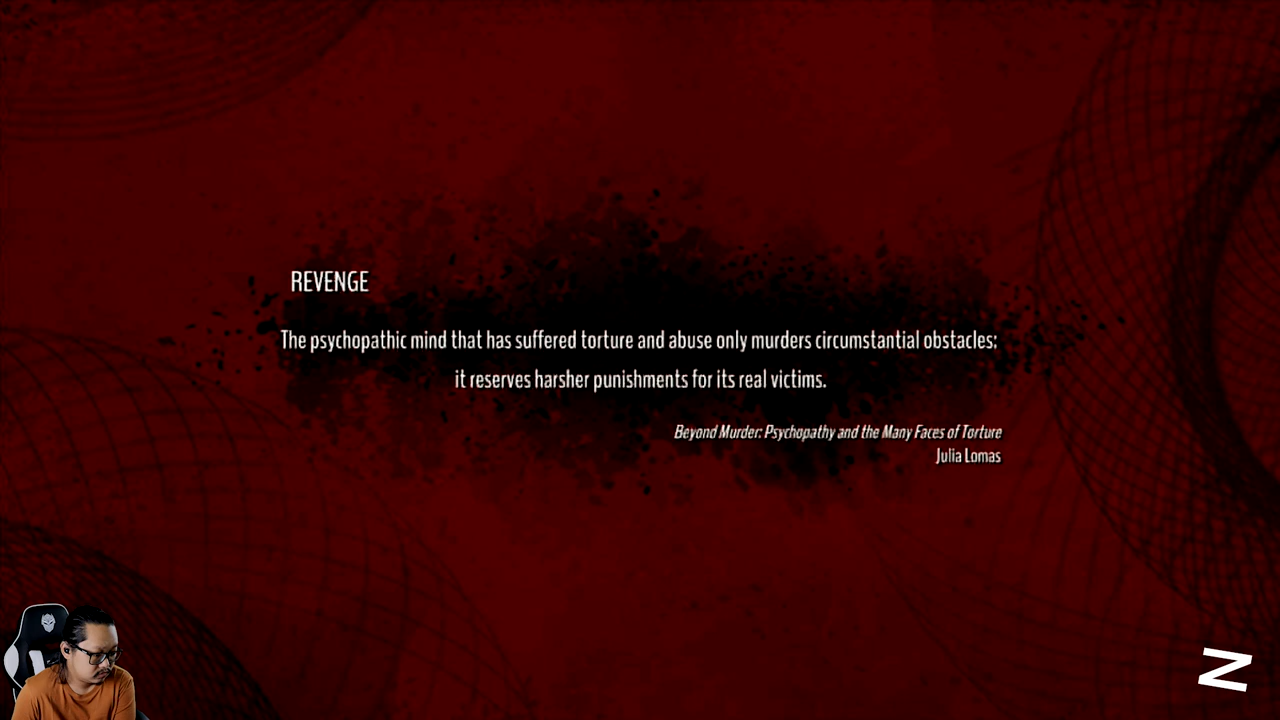 REVENGE
The psychopathic mind that has suffered torture and abuse only murders circumstantial obstacles;
it reserves harsher punishments for its real victims.
Beyond Murder: Psychopathy and the Many Faces of Torture
Julia Lomas
Z